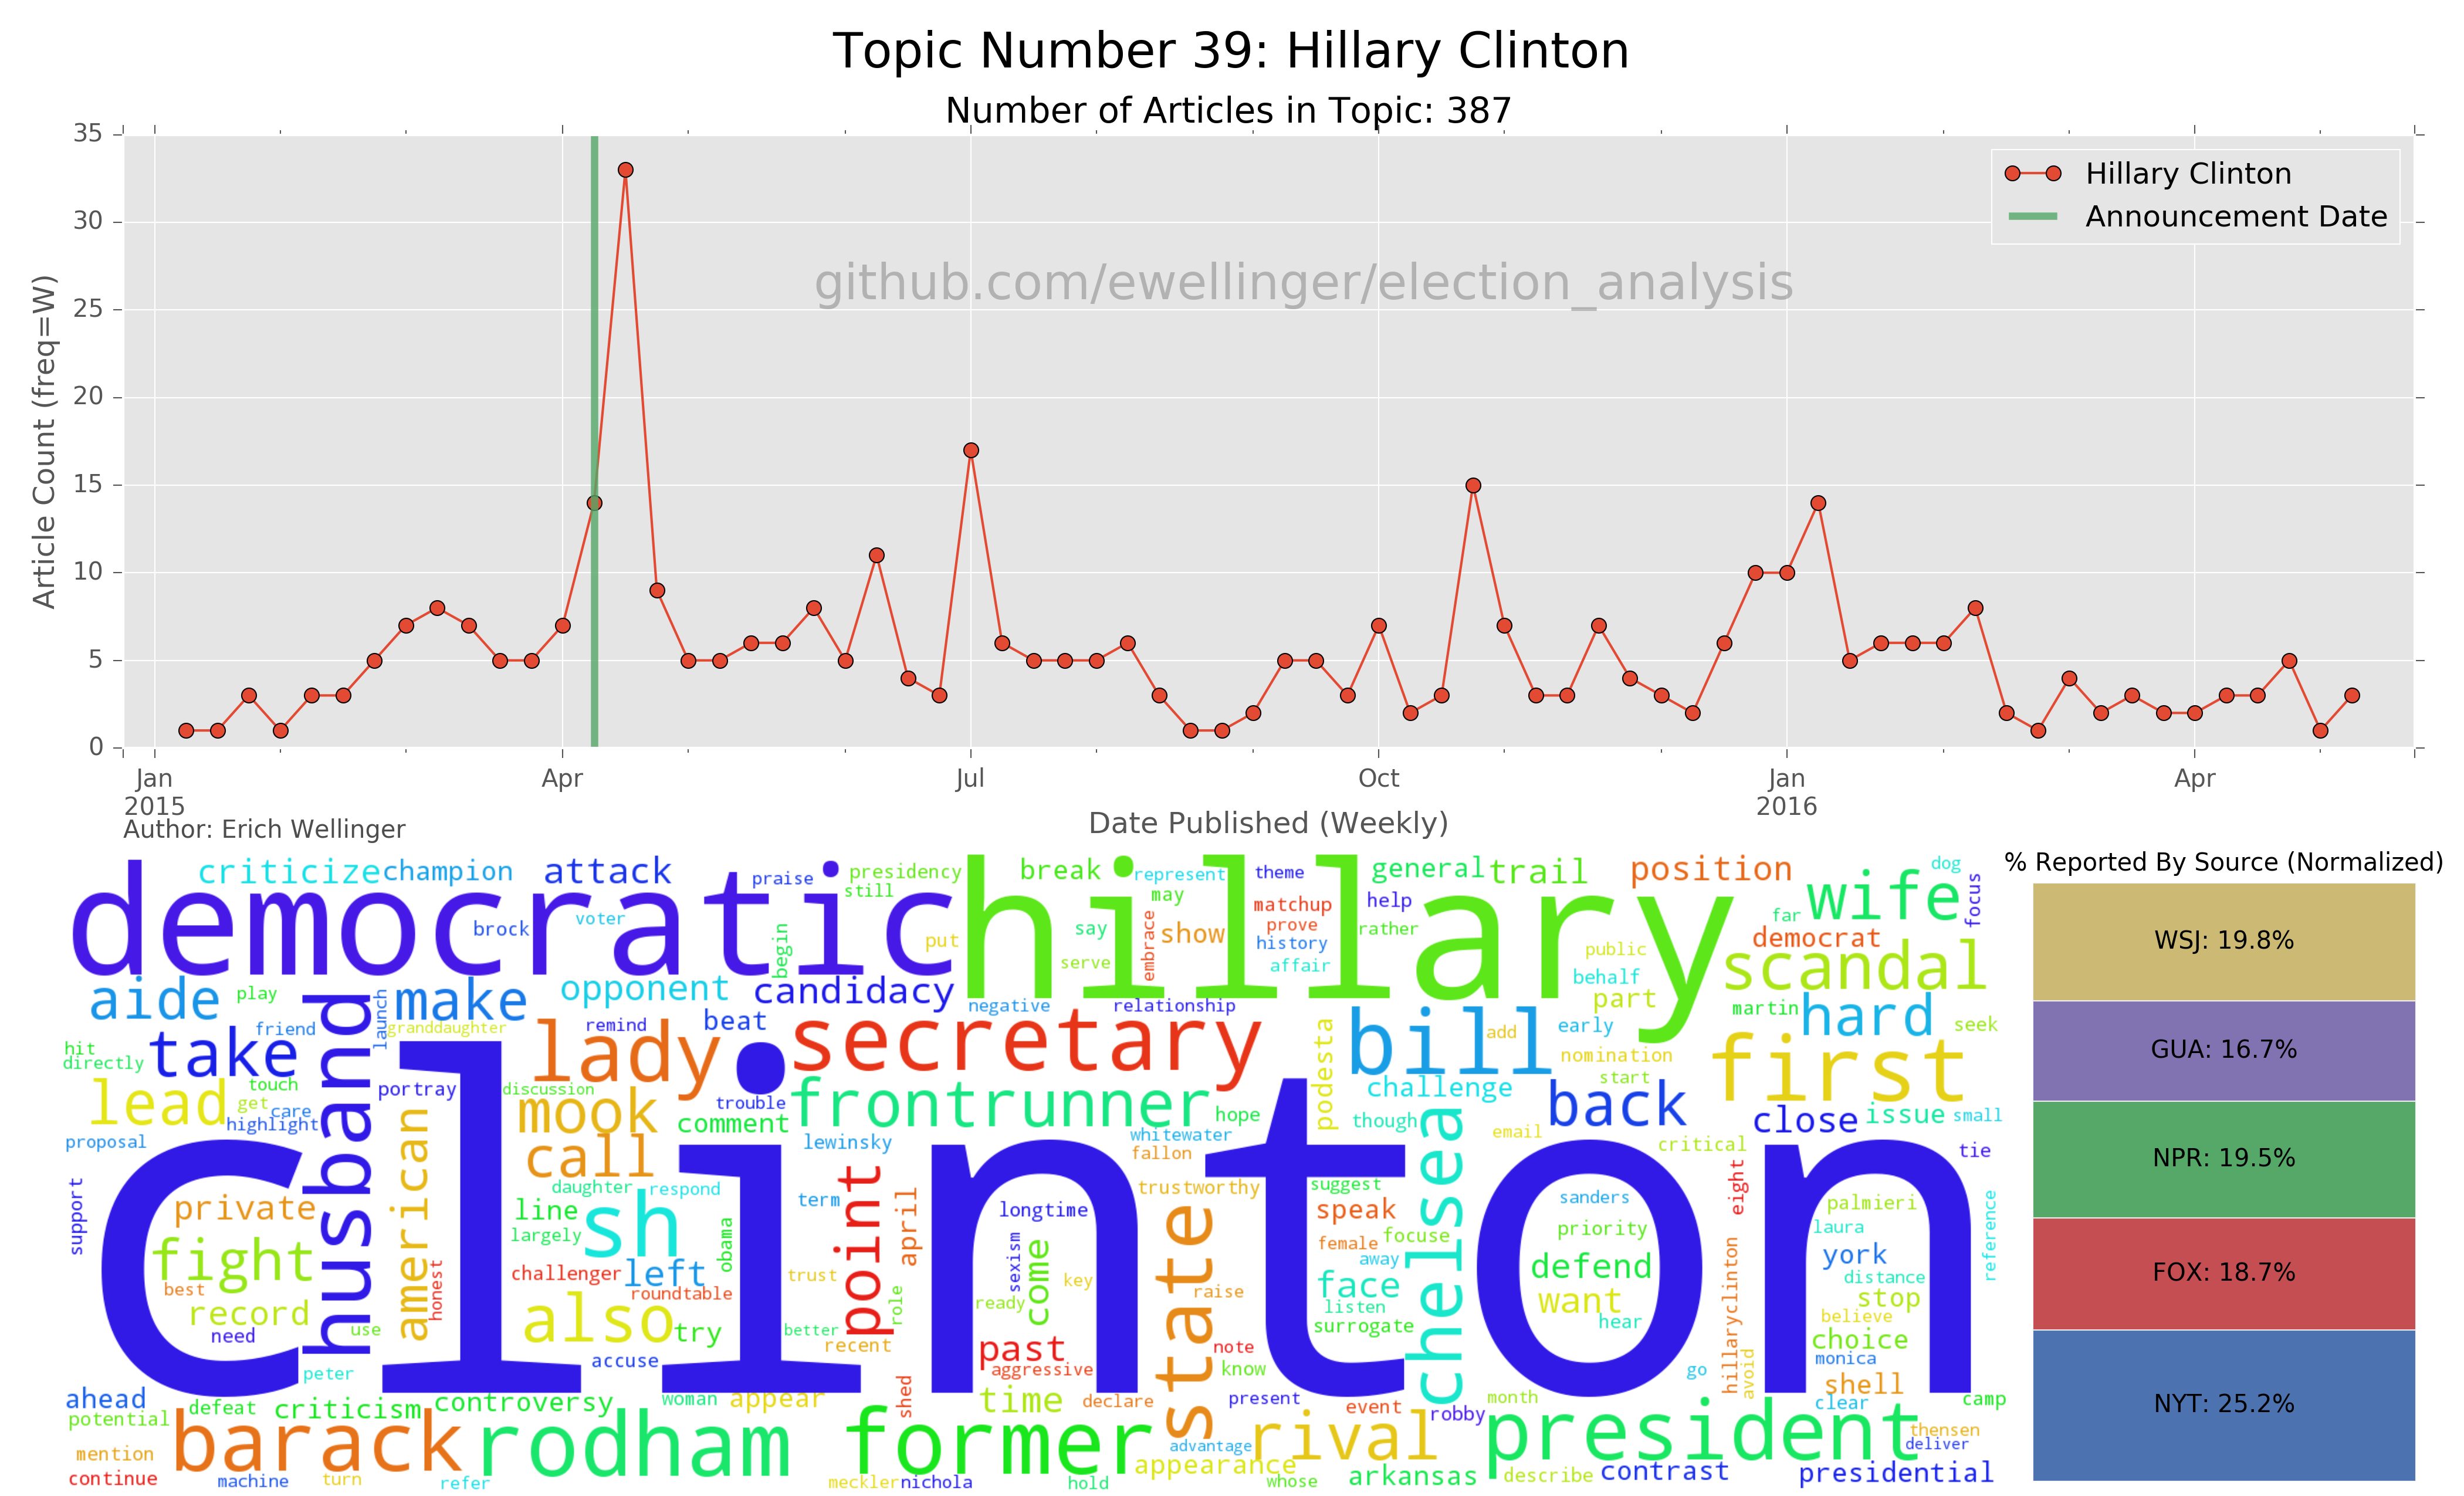 Topic Number 39: Hillary Clinton
Number of Articles in Topic: 387
35
30
25
20
15
10
5
0
Article Count (freq=W)
Hillary Clinton
Announcement Date
github.com/ewellinger/election_analysis
Jan
2015
Apr
Jul
Oct
Jan
2016
Apr
Author: Erich Wellinger
Date Published (Weekly)
criticize champion attack praise presidency still break represent theme general trail position dog
democratic hillary wife focus far
brock voter begin put say serve may show embrace matchup prove history affair help rather public behalf part democrat scandal
aide play husband launch make opponent candidacy negative relationship martin hard seek
friend granddaughter lady remind beat secretary podesta bill add early nomination start first
hit directly take lead touch get care highlight portray discussion mook trouble frontrunner hope challenge though back close issue small
proposal clinton american call comment lewinsky whitewater fallon chelsea email critical tie
support private daughter respond line largely sh obama term point april longtime trustworthy state suggest speak sanders priority eight palmieri laura reference
fight best record need use honest challenger left roundtable trust role sexism come key ready raise female focuse away face listen surrogate defend want hear hillaryclinton york distance stop believe
also try better recent accuse past aggressive note know go avoid choice monica shell
peter ahead potential defeat criticism controversy woman appear shed time declare present event robby month clear camp
mention continue barack machine turn rodham refer former meckler nichola hold appearance advantage rival whose arkansas president describe contrast thensen deliver presidential
% Reported By Source (Normalized)
WSJ: 19.8%
GUA: 16.7%
NPR: 19.5%
FOX: 18.7%
NYT: 25.2%